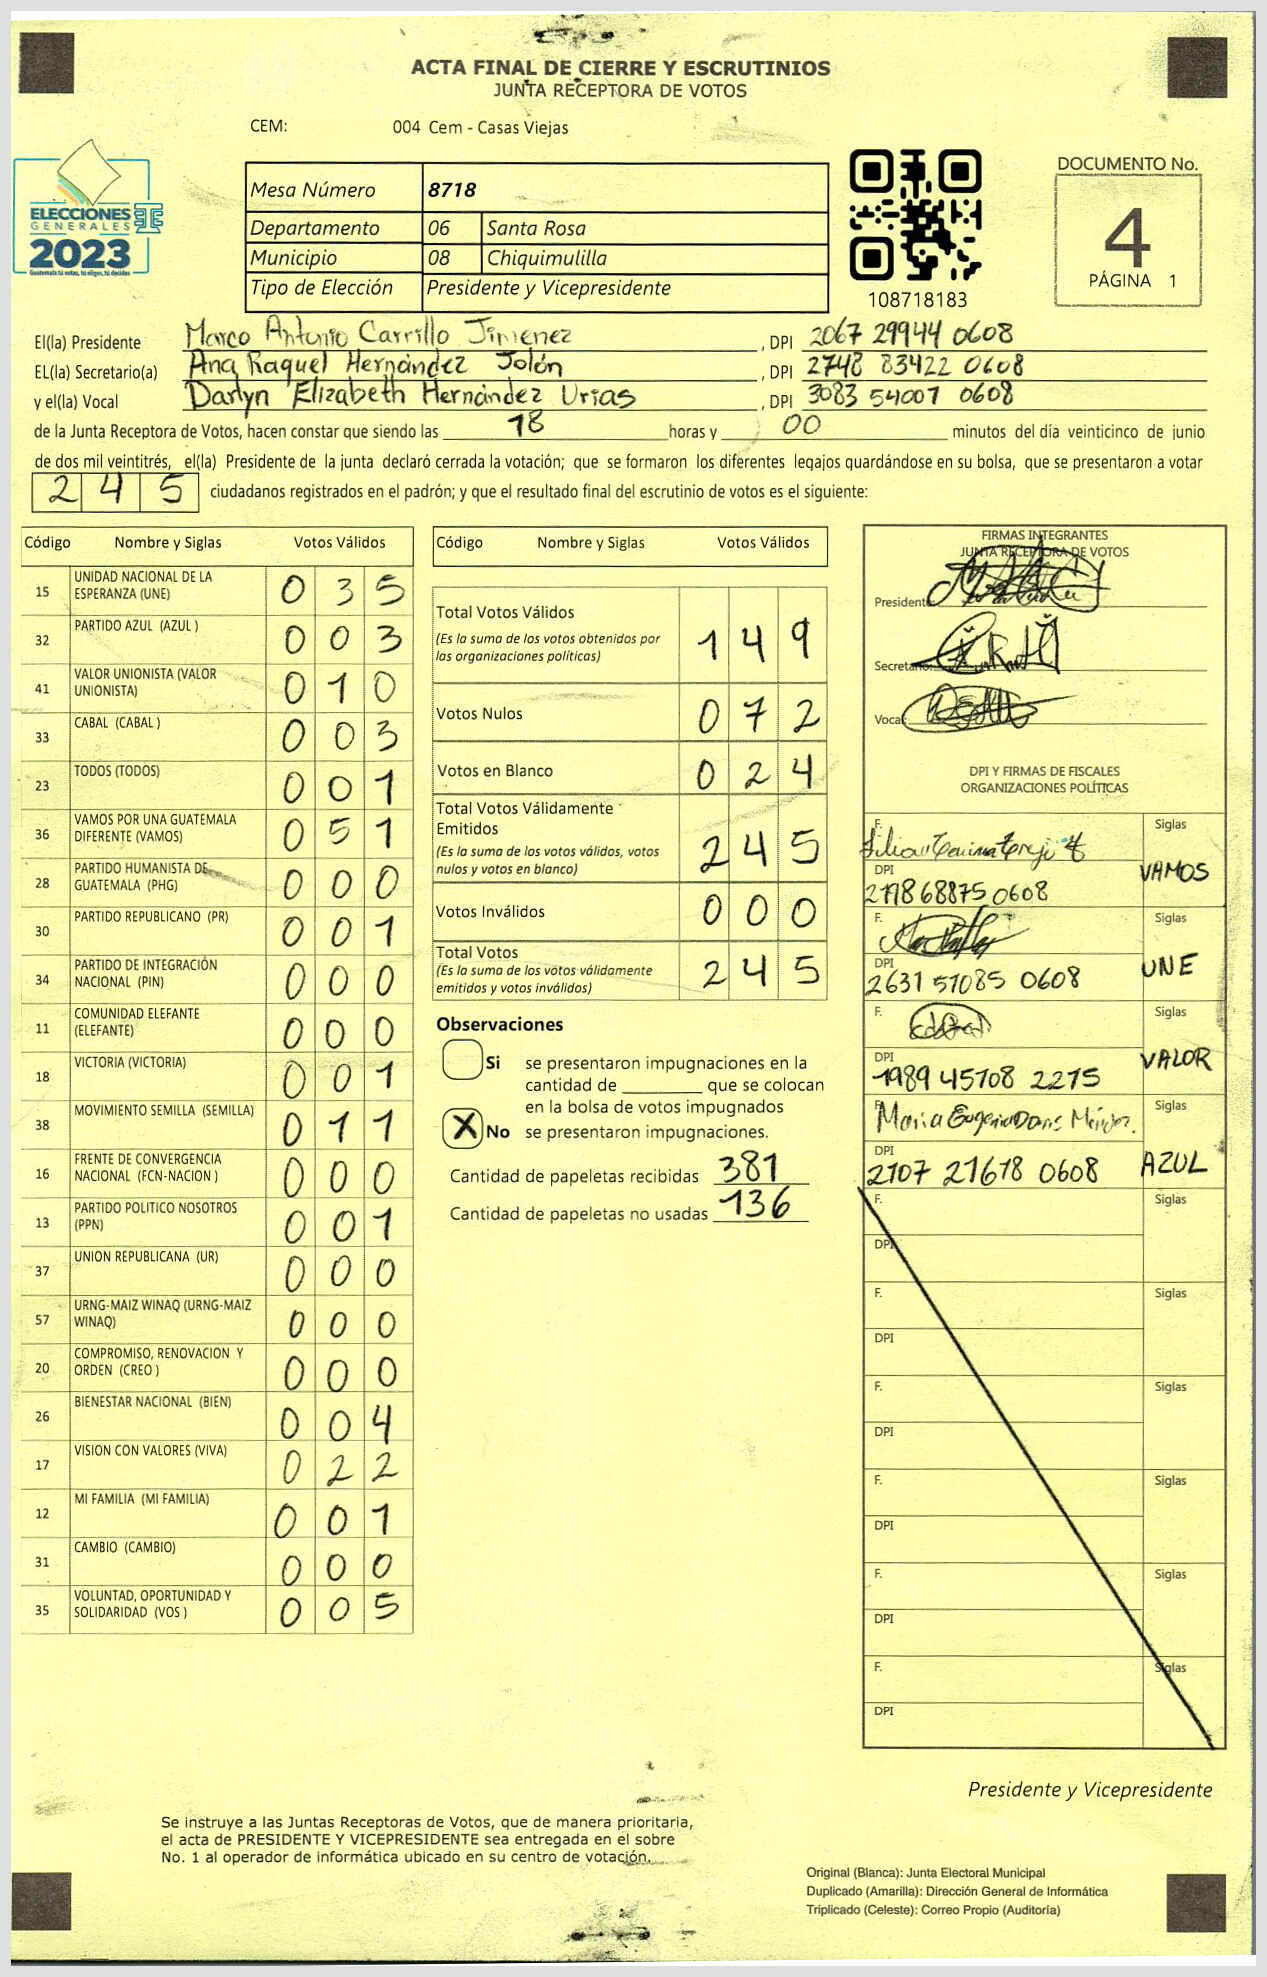 ACTA FINAL DE CIERRE Y ESCRUTINIOS
JUNTA RECEPTORA DE VOTOS
CEM: 004 Cem - Casas Viejas
DOCUMENTO No.
4
PÁGINA 1
ELECCIONES
GENERALES
2023
Guatemala tú votas, tú eliges, tú decides
Mesa Número 8718
Departamento 06 Santa Rosa
Municipio 08 Chiquimulilla
Tipo de Elección Presidente y Vicepresidente
108718183
El(la) Presidente Marco Antonio Carrillo Jimenez , DPI 2067 29944 0608
EL(la) Secretario(a) Ana Raquel Hernández Jolón , DPI 2748 83422 0608
y el(la) Vocal Darlyn Elizabeth Hernández Urias , DPI 3083 54007 0608
de la Junta Receptora de Votos, hacen constar que siendo las 18 horas y 00 minutos del día veinticinco de junio
de dos mil veintitrés, el(la) Presidente de la junta declaró cerrada la votación; que se formaron los diferentes legajos guardándose en su bolsa, que se presentaron a votar
245 ciudadanos registrados en el padrón; y que el resultado final del escrutinio de votos es el siguiente:
Código Nombre y Siglas Votos Válidos
15 UNIDAD NACIONAL DE LA ESPERANZA (UNE) 0 3 5
32 PARTIDO AZUL (AZUL ) 0 0 3
41 VALOR UNIONISTA (VALOR UNIONISTA) 0 1 0
33 CABAL (CABAL ) 0 0 3
23 TODOS (TODOS) 0 0 1
36 VAMOS POR UNA GUATEMALA DIFERENTE (VAMOS) 0 5 1
28 PARTIDO HUMANISTA DE GUATEMALA (PHG) 0 0 0
30 PARTIDO REPUBLICANO (PR) 0 0 1
34 PARTIDO DE INTEGRACIÓN NACIONAL (PIN) 0 0 0
11 COMUNIDAD ELEFANTE (ELEFANTE) 0 0 0
18 VICTORIA (VICTORIA) 0 0 1
38 MOVIMIENTO SEMILLA (SEMILLA) 0 1 1
16 FRENTE DE CONVERGENCIA NACIONAL (FCN-NACION ) 0 0 0
13 PARTIDO POLITICO NOSOTROS (PPN) 0 0 1
37 UNION REPUBLICANA (UR) 0 0 0
57 URNG-MAIZ WINAQ (URNG-MAIZ WINAQ) 0 0 0
20 COMPROMISO, RENOVACION Y ORDEN (CREO ) 0 0 0
26 BIENESTAR NACIONAL (BIEN) 0 0 4
17 VISION CON VALORES (VIVA) 0 2 2
12 MI FAMILIA (MI FAMILIA) 0 0 1
31 CAMBIO (CAMBIO) 0 0 0
35 VOLUNTAD, OPORTUNIDAD Y SOLIDARIDAD (VOS ) 0 0 5
Código Nombre y Siglas Votos Válidos
Total Votos Válidos 1 4 9
(Es la suma de los votos obtenidos por
las organizaciones políticas)
Votos Nulos 0 7 2
Votos en Blanco 0 2 4
Total Votos Válidamente
Emitidos 2 4 5
(Es la suma de los votos válidos, votos
nulos y votos en blanco)
Votos Inválidos 0 0 0
Total Votos 2 4 5
(Es la suma de los votos válidamente
emitidos y votos inválidos)
Observaciones
Si se presentaron impugnaciones en la
cantidad de ________ que se colocan
en la bolsa de votos impugnados
X No se presentaron impugnaciones.
Cantidad de papeletas recibidas 381
Cantidad de papeletas no usadas 136
FIRMAS INTEGRANTES
JUNTA RECEPTORA DE VOTOS
Presidente:
Secretario:
Vocal:
DPI Y FIRMAS DE FISCALES
ORGANIZACIONES POLÍTICAS
F. Siglas
DPI VAMOS
2798 68875 0608
F. Siglas
DPI UNE
2631 57085 0608
F. Siglas
DPI VALOR
1989 45708 2215
F. Maria Eugenia Siglas
DPI AZUL
2107 21678 0608
F. Siglas
DPI
F. Siglas
DPI
F. Siglas
DPI
F. Siglas
DPI
F. Siglas
DPI
F. Siglas
DPI
Presidente y Vicepresidente
Se instruye a las Juntas Receptoras de Votos, que de manera prioritaria,
el acta de PRESIDENTE Y VICEPRESIDENTE sea entregada en el sobre
No. 1 al operador de informática ubicado en su centro de votación.
Original (Blanca): Junta Electoral Municipal
Duplicado (Amarilla): Dirección General de Informática
Triplicado (Celeste): Correo Propio (Auditoría)